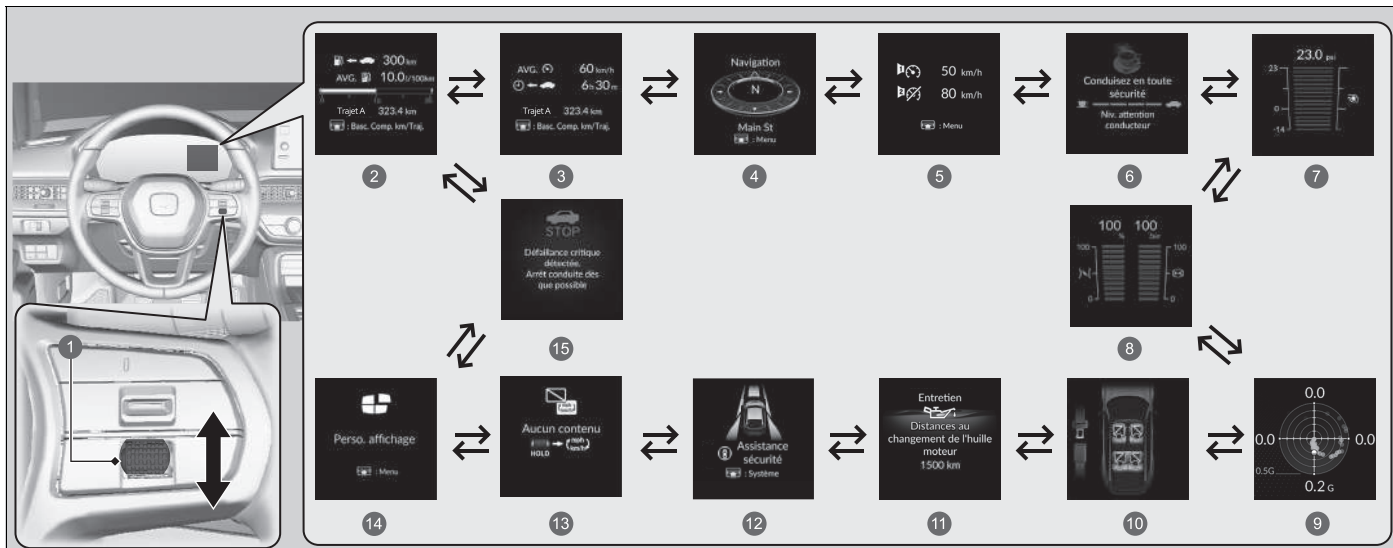 300 km
AVG. 10.0 l/100km
Trajet A 323.4 km
: Basc. Comp. km/Traj.
2
AVG. 60 km/h
6h 30m
Trajet A 323.4 km
: Basc. Comp. km/Traj.
3
Navigation
N
Main St
: Menu
4
50 km/h
80 km/h
: Menu
5
Conduisez en toute
sécurité
Niv. attention
conducteur
6
23.0 psi
23
0
-14
7
STOP
Défaillance critique
détectée.
Arrêt conduite dès
que possible
15
100 % 100 bar
100 100
0 0
8
1
Perso. affichage
: Menu
14
Aucun contenu
HOLD
mph
km/h
13
Assistance
sécurité
: Système
12
Entretien
Distances au
changement de l'huile
moteur
1500 km
11
10
0.0
0.0 0.0
0.5G
0.2 G
9